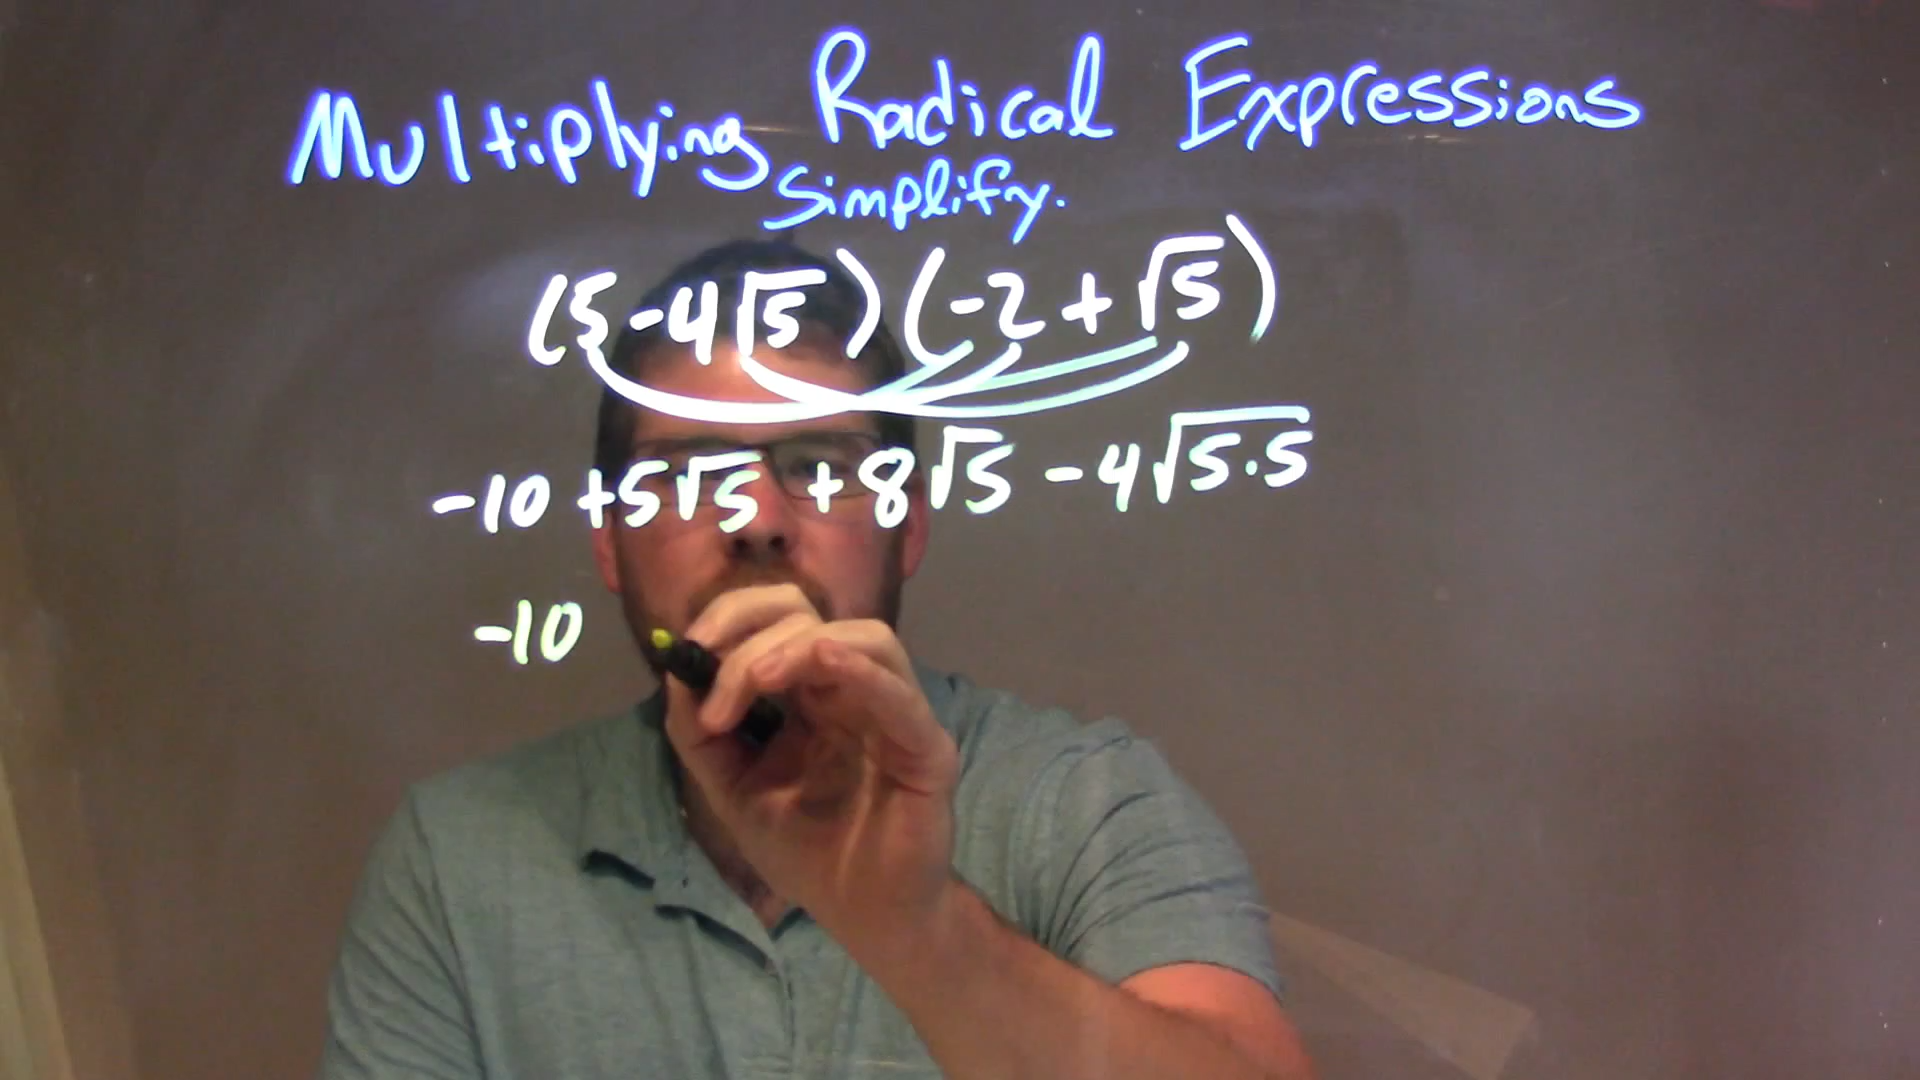 Multiplying Radical Expressions
Simplify.
(5-4√5)(-2+√5)
-10 +5√5 +8√5 -4√5·5
-10